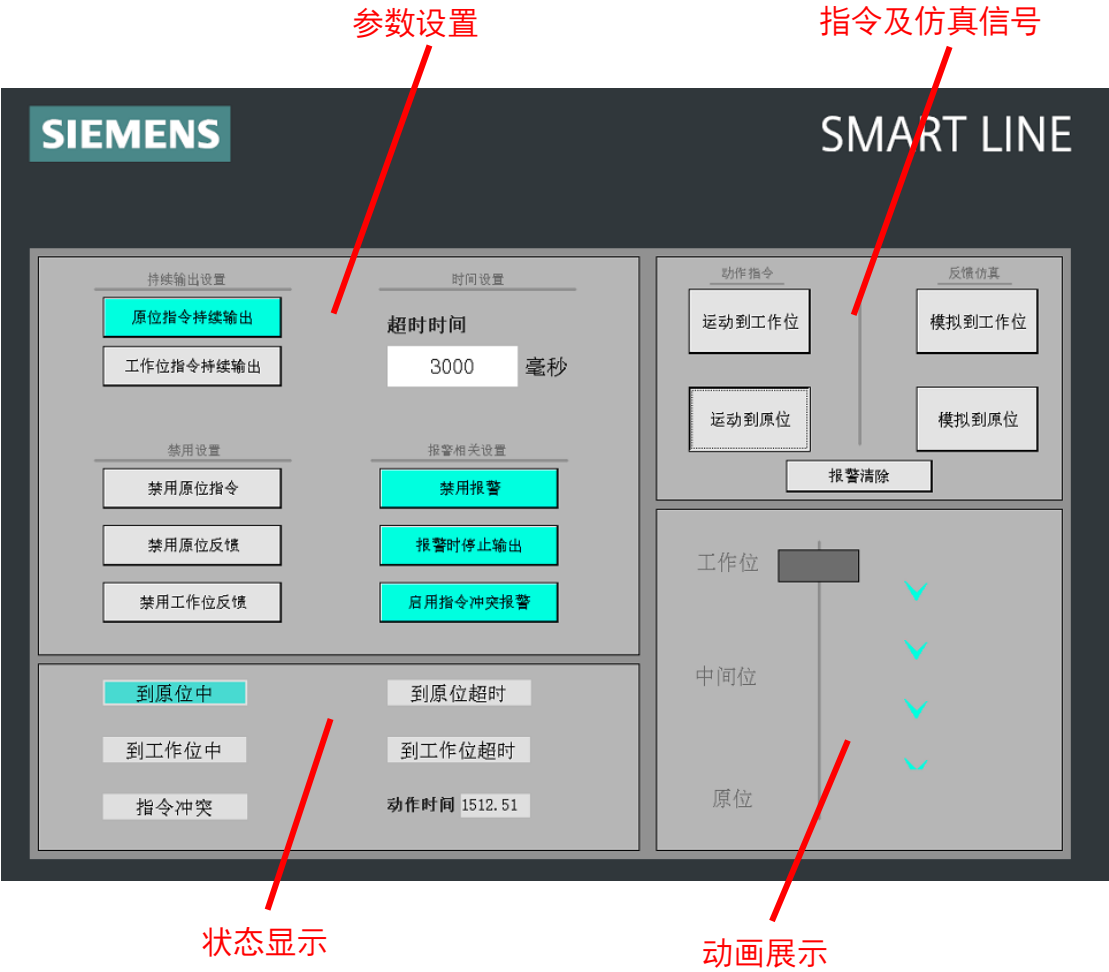 参数设置
指令及仿真信号
SIEMENS
SMART LINE
持续输出设置
原位指令持续输出
工作位指令持续输出
时间设置
超时时间
3000 毫秒
禁用设置
禁用原位指令
禁用原位反馈
禁用工作位反馈
报警相关设置
禁用报警
报警时停止输出
启用指令冲突报警
动作指令
反馈仿真
运动到工作位
模拟到工作位
运动到原位
模拟到原位
报警清除
到原位中
到原位超时
到工作位中
到工作位超时
指令冲突
动作时间 1512.51
工作位
中间位
原位
状态显示
动画展示